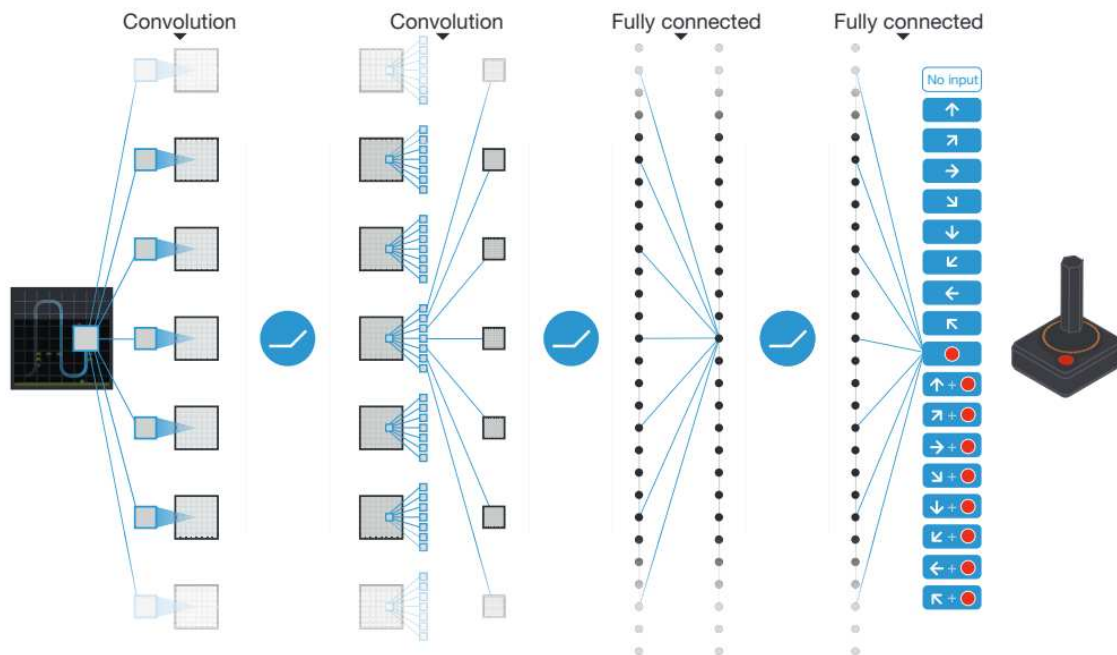 Convolution
Convolution
Fully connected
Fully connected
No input
+
+
+
+
+
+
+
+